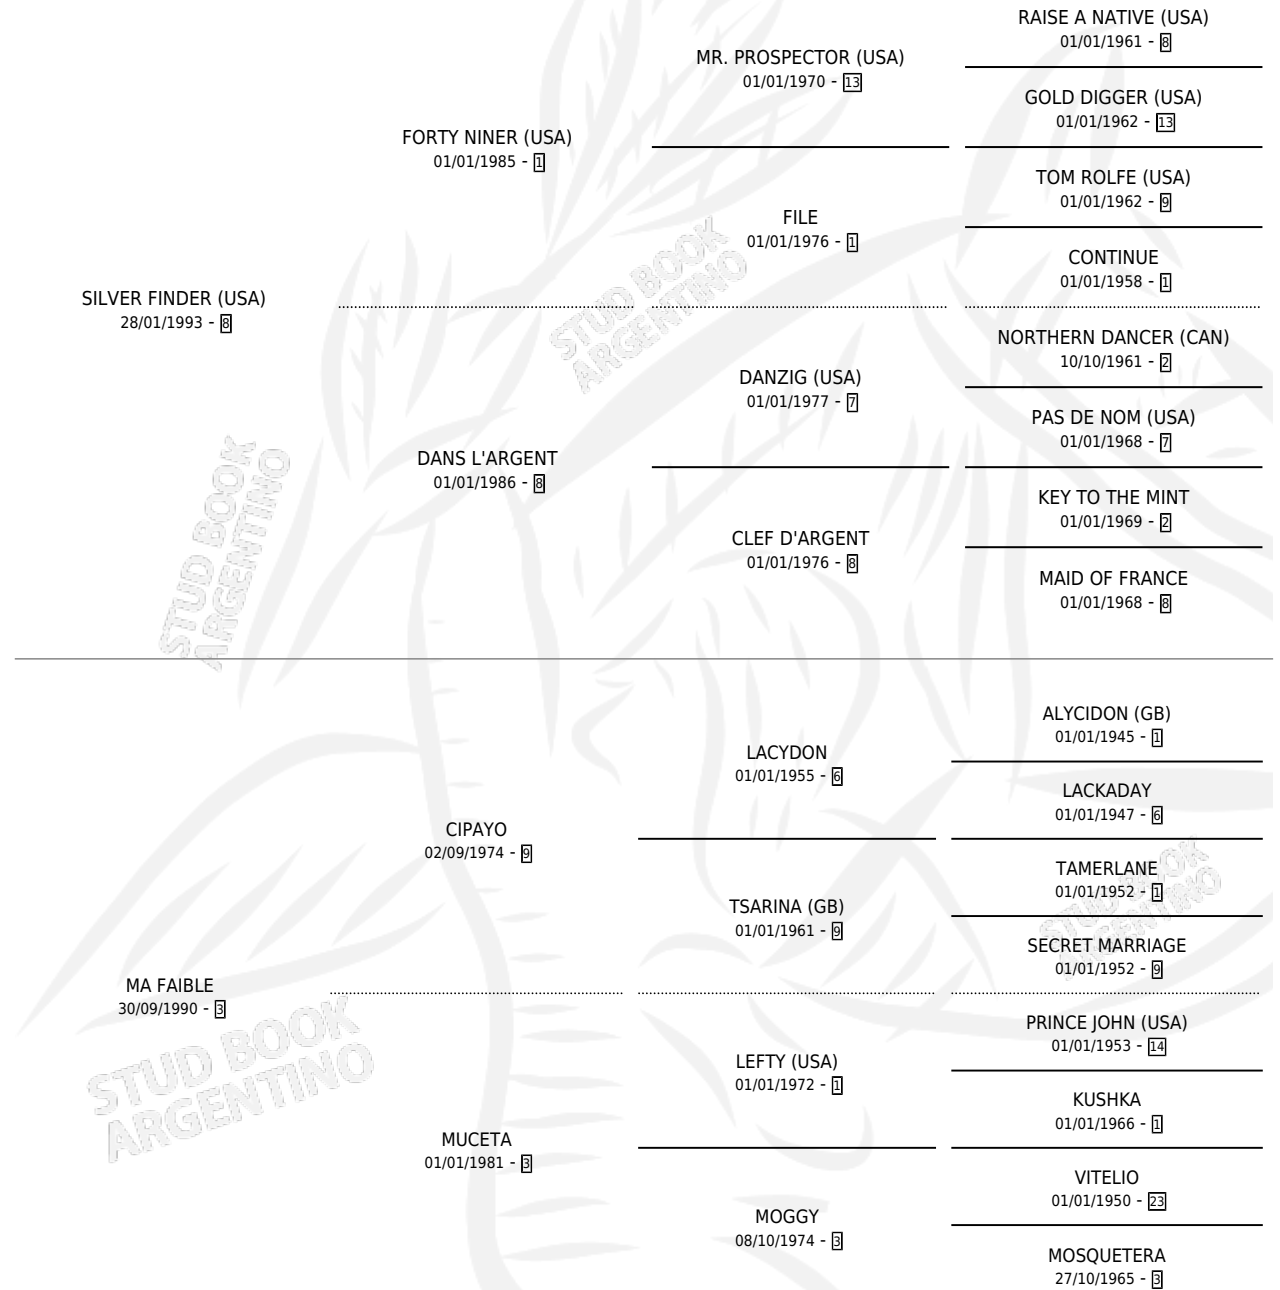 RAISE A NATIVE (USA)
01/01/1961 - 8
MR. PROSPECTOR (USA)
01/01/1970 - 13
GOLD DIGGER (USA)
01/01/1962 - 13
FORTY NINER (USA)
01/01/1985 - 1
TOM ROLFE (USA)
01/01/1962 - 9
FILE
01/01/1976 - 1
CONTINUE
01/01/1958 - 1
SILVER FINDER (USA)
28/01/1993 - 8
STUD BOOK
ARGENTINO
NORTHERN DANCER (CAN)
10/10/1961 - 2
DANZIG (USA)
01/01/1977 - 7
PAS DE NOM (USA)
01/01/1968 - 7
DANS L'ARGENT
01/01/1986 - 8
KEY TO THE MINT
01/01/1969 - 2
CLEF D'ARGENT
01/01/1976 - 8
MAID OF FRANCE
01/01/1968 - 8
STUD BOOK
ARGENTINO
ALYCIDON (GB)
01/01/1945 - 1
LACYDON
01/01/1955 - 6
LACKADAY
01/01/1947 - 6
CIPAYO
02/09/1974 - 9
TAMERLANE
01/01/1952 - 1
TSARINA (GB)
01/01/1961 - 9
SECRET MARRIAGE
01/01/1952 - 9
STUD BOOK
ARGENTINO
MA FAIBLE
30/09/1990 - 3
PRINCE JOHN (USA)
01/01/1953 - 14
LEFTY (USA)
01/01/1972 - 1
KUSHKA
01/01/1966 - 1
STUD BOOK
ARGENTINO
MUCETA
01/01/1981 - 3
VITELIO
01/01/1950 - 23
MOGGY
08/10/1974 - 3
MOSQUETERA
27/10/1965 - 3